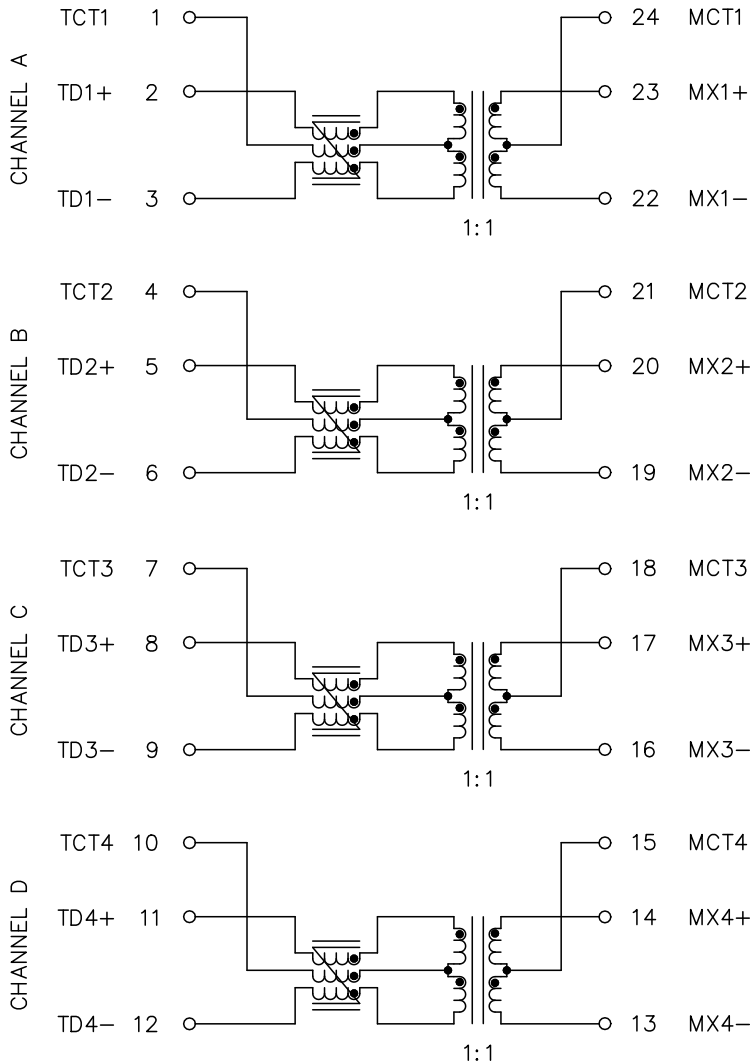 CHANNEL A
TCT1 1 24 MCT1
TD1+ 2 23 MX1+
TD1− 3 22 MX1−
1:1
CHANNEL B
TCT2 4 21 MCT2
TD2+ 5 20 MX2+
TD2− 6 19 MX2−
1:1
CHANNEL C
TCT3 7 18 MCT3
TD3+ 8 17 MX3+
TD3− 9 16 MX3−
1:1
CHANNEL D
TCT4 10 15 MCT4
TD4+ 11 14 MX4+
TD4− 12 13 MX4−
1:1